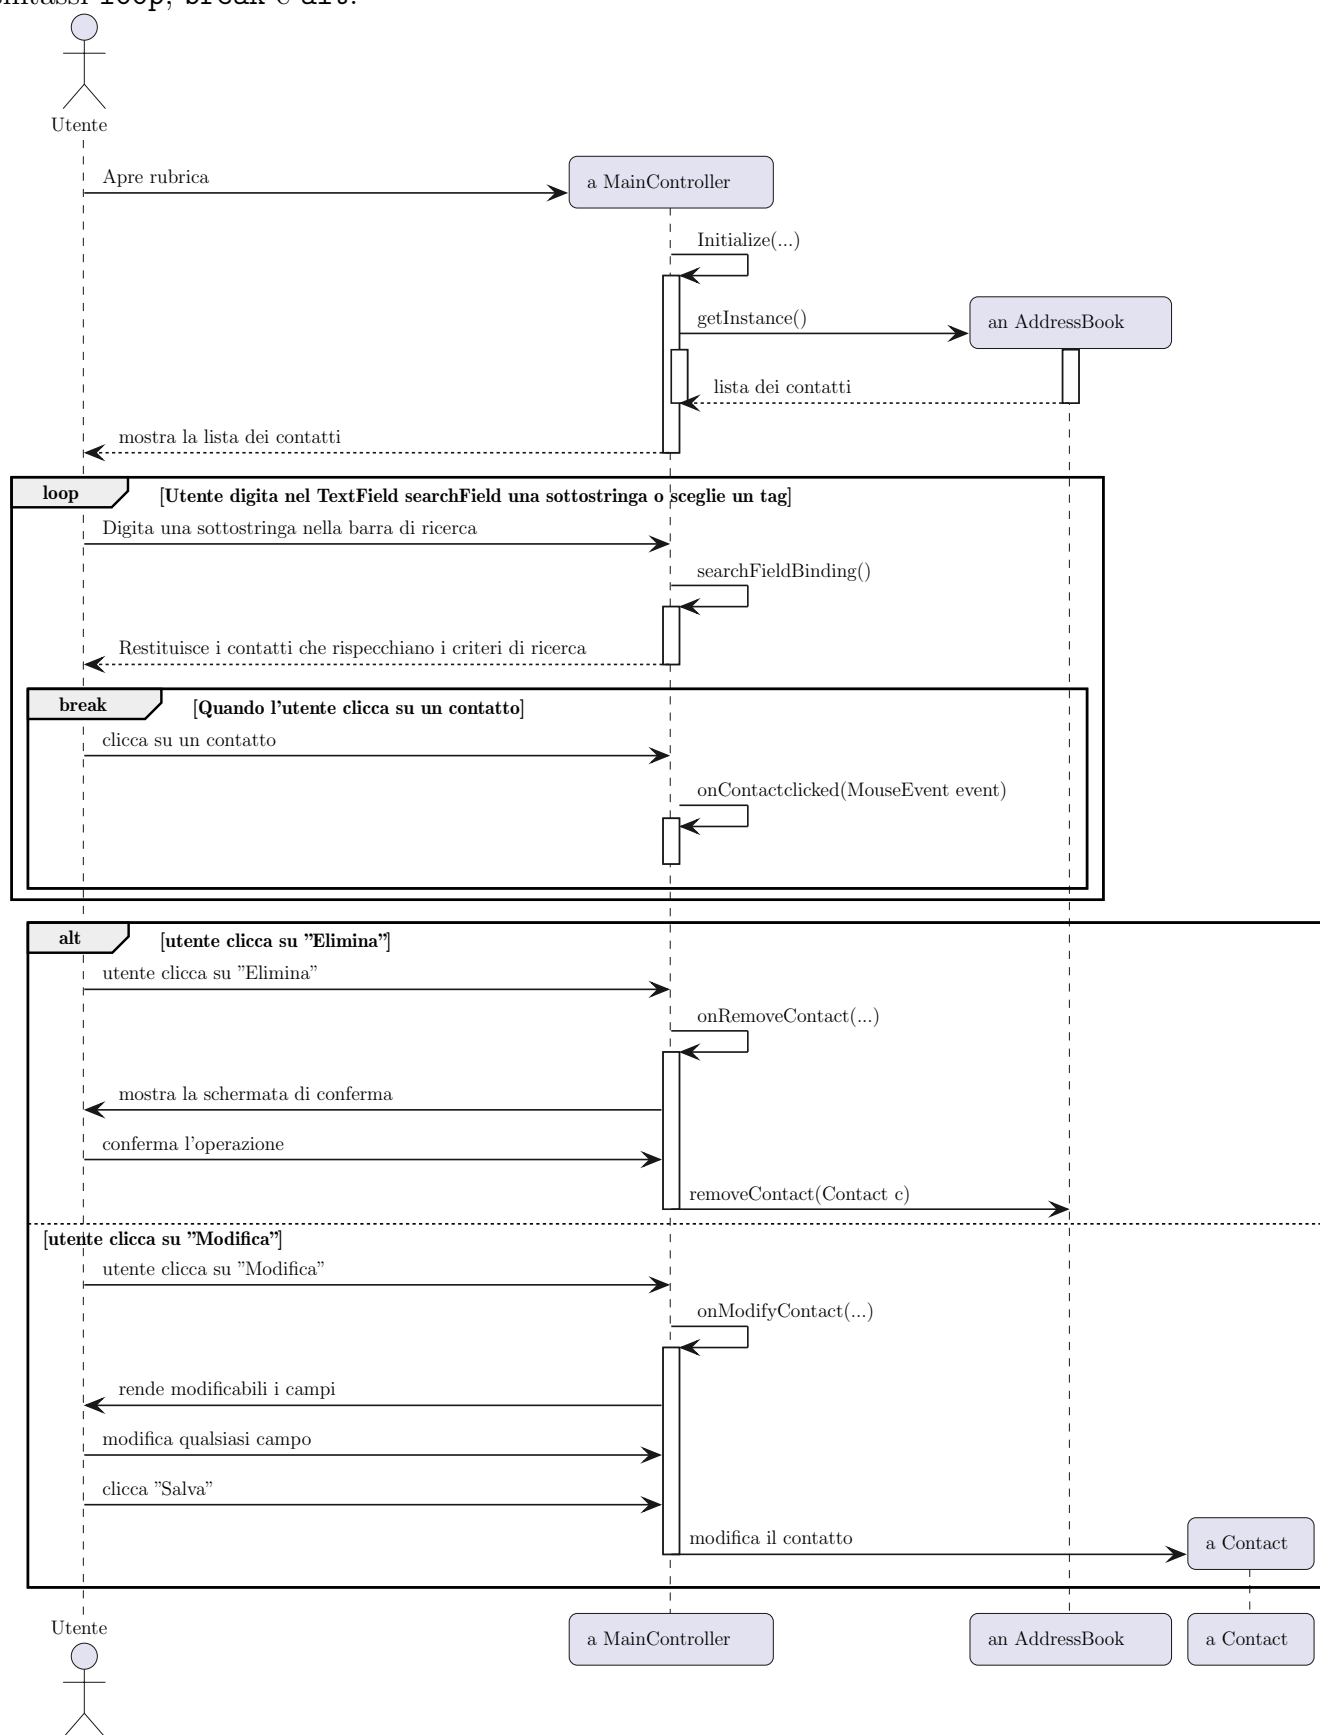 loop, break e alt.
Utente
Apre rubrica
a MainController
Initialize(...)
getInstance()
an AddressBook
lista dei contatti
mostra la lista dei contatti
loop [Utente digita nel TextField searchField una sottostringa o sceglie un tag]
Digita una sottostringa nella barra di ricerca
searchFieldBinding()
Restituisce i contatti che rispecchiano i criteri di ricerca
break [Quando l'utente clicca su un contatto]
clicca su un contatto
onContactclicked(MouseEvent event)
alt [utente clicca su "Elimina"]
utente clicca su "Elimina"
onRemoveContact(...)
mostra la schermata di conferma
conferma l'operazione
removeContact(Contact c)
[utente clicca su "Modifica"]
utente clicca su "Modifica"
onModifyContact(...)
rende modificabili i campi
modifica qualsiasi campo
clicca "Salva"
modifica il contatto
a Contact
Utente
a MainController
an AddressBook
a Contact